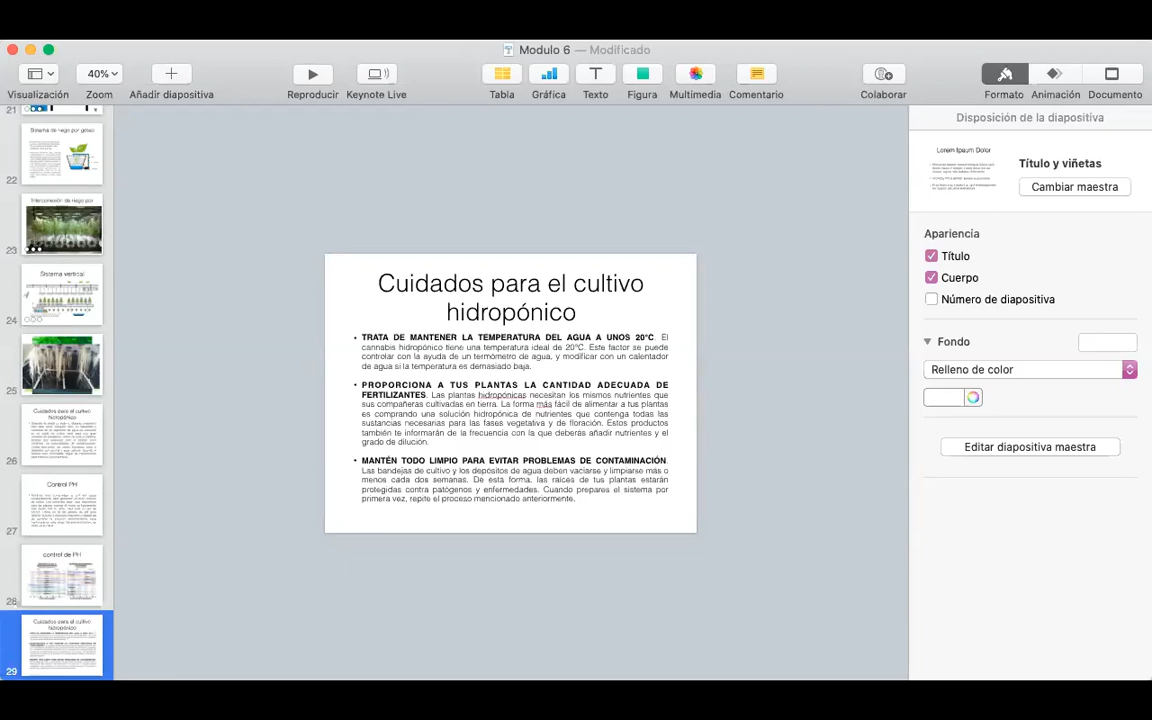 Modulo 6 — Modificado
40%
Visualización
Zoom
Añadir diapositiva
Reproducir
Keynote Live
Tabla
Gráfica
Texto
Figura
Multimedia
Comentario
Colaborar
Formato
Animación
Documento
21
Sistema de riego por goteo
22
Interconexión de riego por
23
Sistema vertical
24
25
Cuidados para el cultivo
hidropónico
26
Control PH
27
control de PH
28
Cuidados para el cultivo
hidropónico
29
Cuidados para el cultivo
hidropónico
• TRATA DE MANTENER LA TEMPERATURA DEL AGUA A UNOS 20°C. El
cannabis hidropónico tiene una temperatura ideal de 20°C. Este factor se puede
controlar con la ayuda de un termómetro de agua, y modificar con un calentador
de agua si la temperatura es demasiado baja.
• PROPORCIONA A TUS PLANTAS LA CANTIDAD ADECUADA DE
FERTILIZANTES. Las plantas hidropónicas necesitan los mismos nutrientes que
sus compañeras cultivadas en tierra. La forma más fácil de alimentar a tus plantas
es comprando una solución hidropónica de nutrientes que contenga todas las
sustancias necesarias para las fases vegetativa y de floración. Estos productos
también te informarán de la frecuencia con la que deberás añadir nutrientes y el
grado de dilución.
• MANTÉN TODO LIMPIO PARA EVITAR PROBLEMAS DE CONTAMINACIÓN.
Las bandejas de cultivo y los depósitos de agua deben vaciarse y limpiarse más o
menos cada dos semanas. De esta forma, las raíces de tus plantas estarán
protegidas contra patógenos y enfermedades. Cuando prepares el sistema por
primera vez, repite el proceso mencionado anteriormente.
Disposición de la diapositiva
Lorem Ipsum Dolor
Título y viñetas
Cambiar maestra
Apariencia
Título
Cuerpo
Número de diapositiva
Fondo
Relleno de color
Editar diapositiva maestra